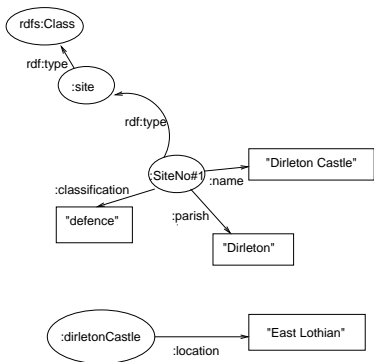 rdfs:Class
rdf:type
:site
rdf:type
:SiteNo#1
:name
"Dirleton Castle"
:classification
"defence"
:parish
"Dirleton"
:dirletonCastle
:location
"East Lothian"